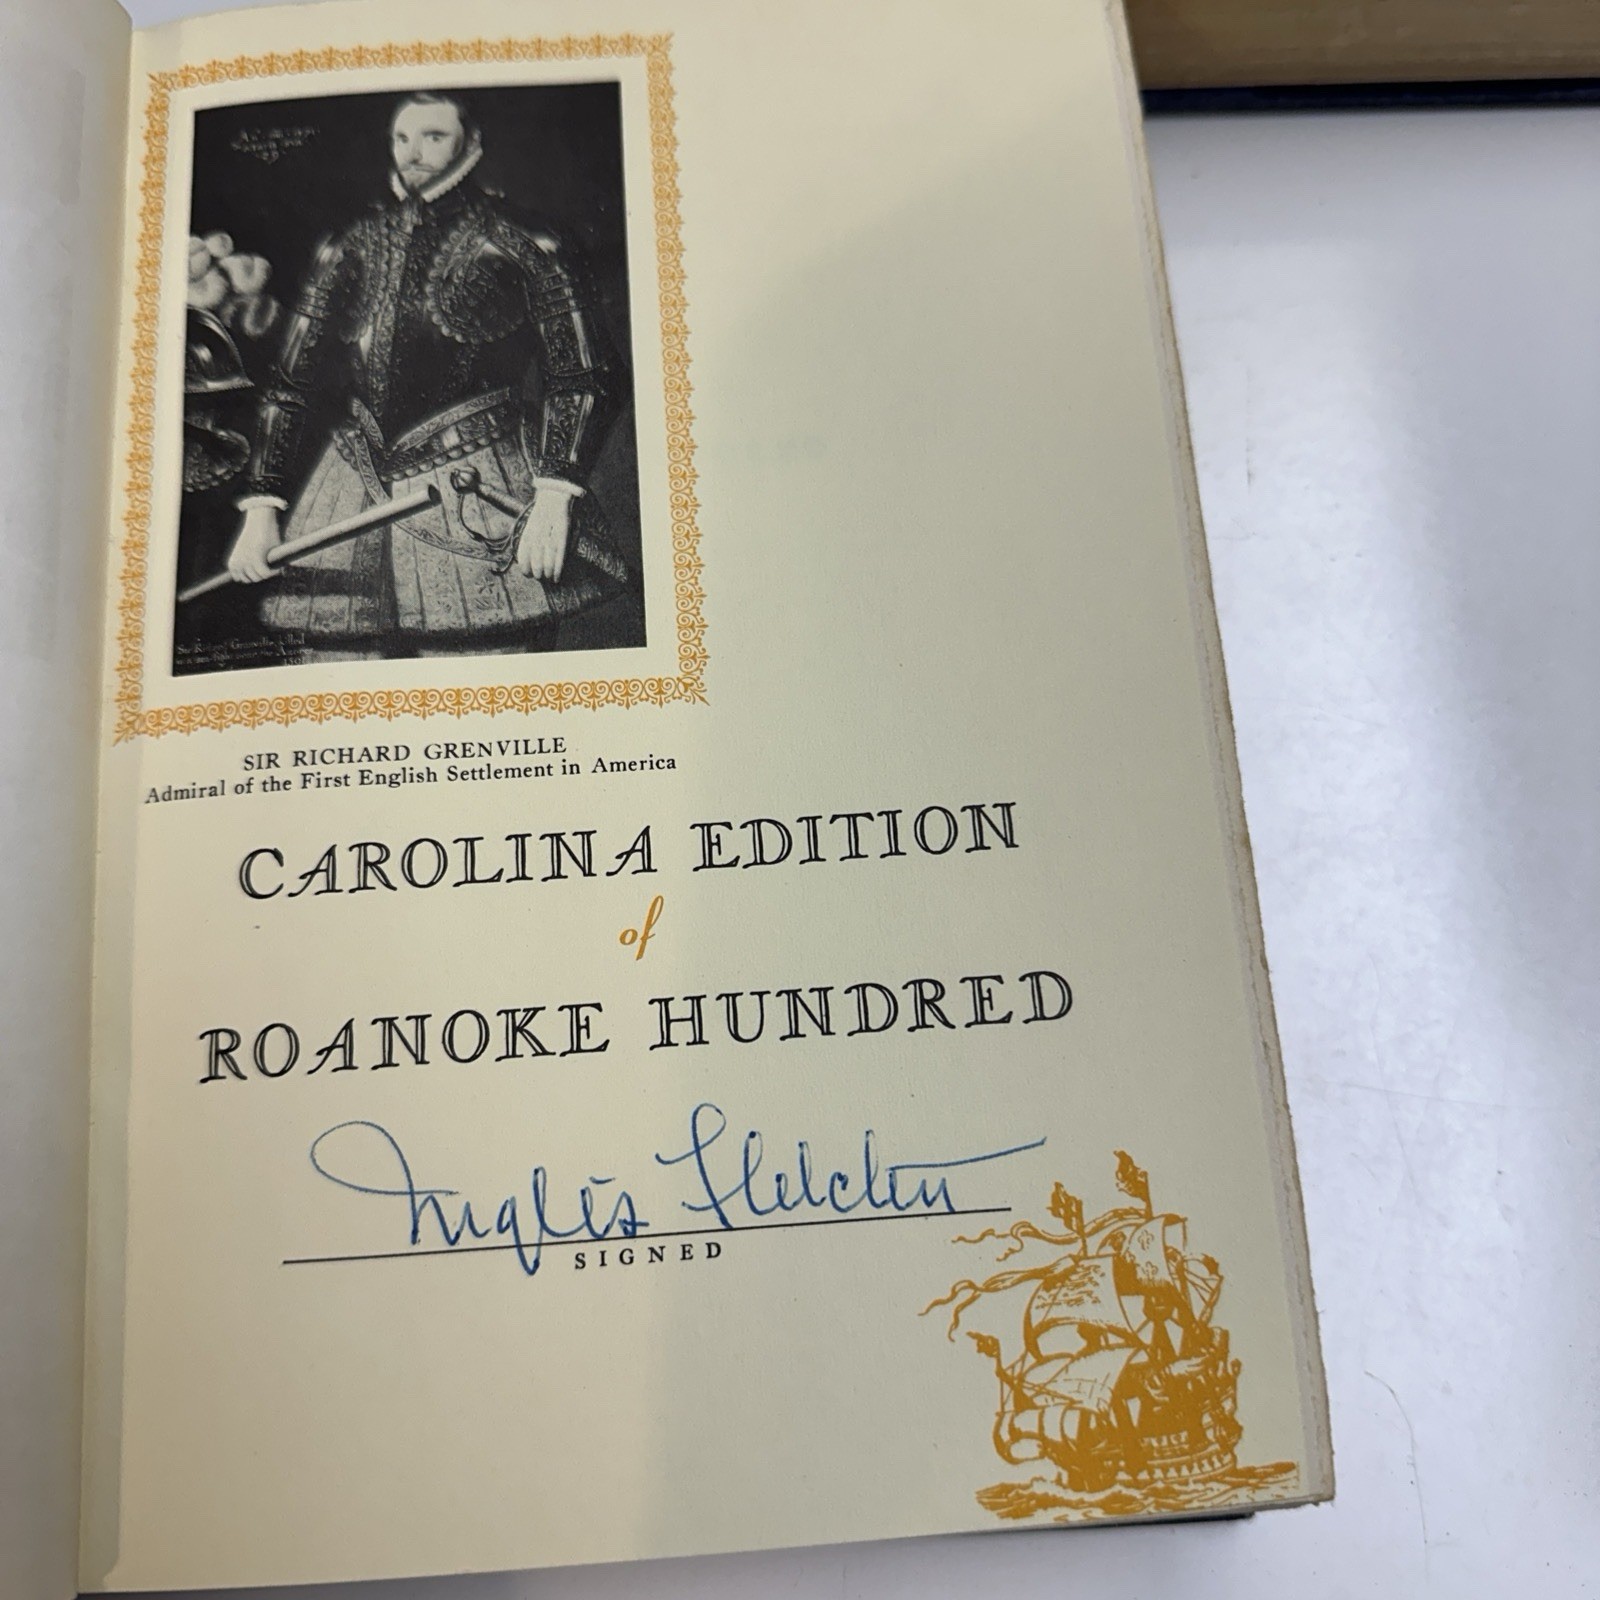 SIR RICHARD GRENVILLE
Admiral of the First English Settlement in America
CAROLINA EDITION
of
ROANOKE HUNDRED
Inglis Fletcher
SIGNED